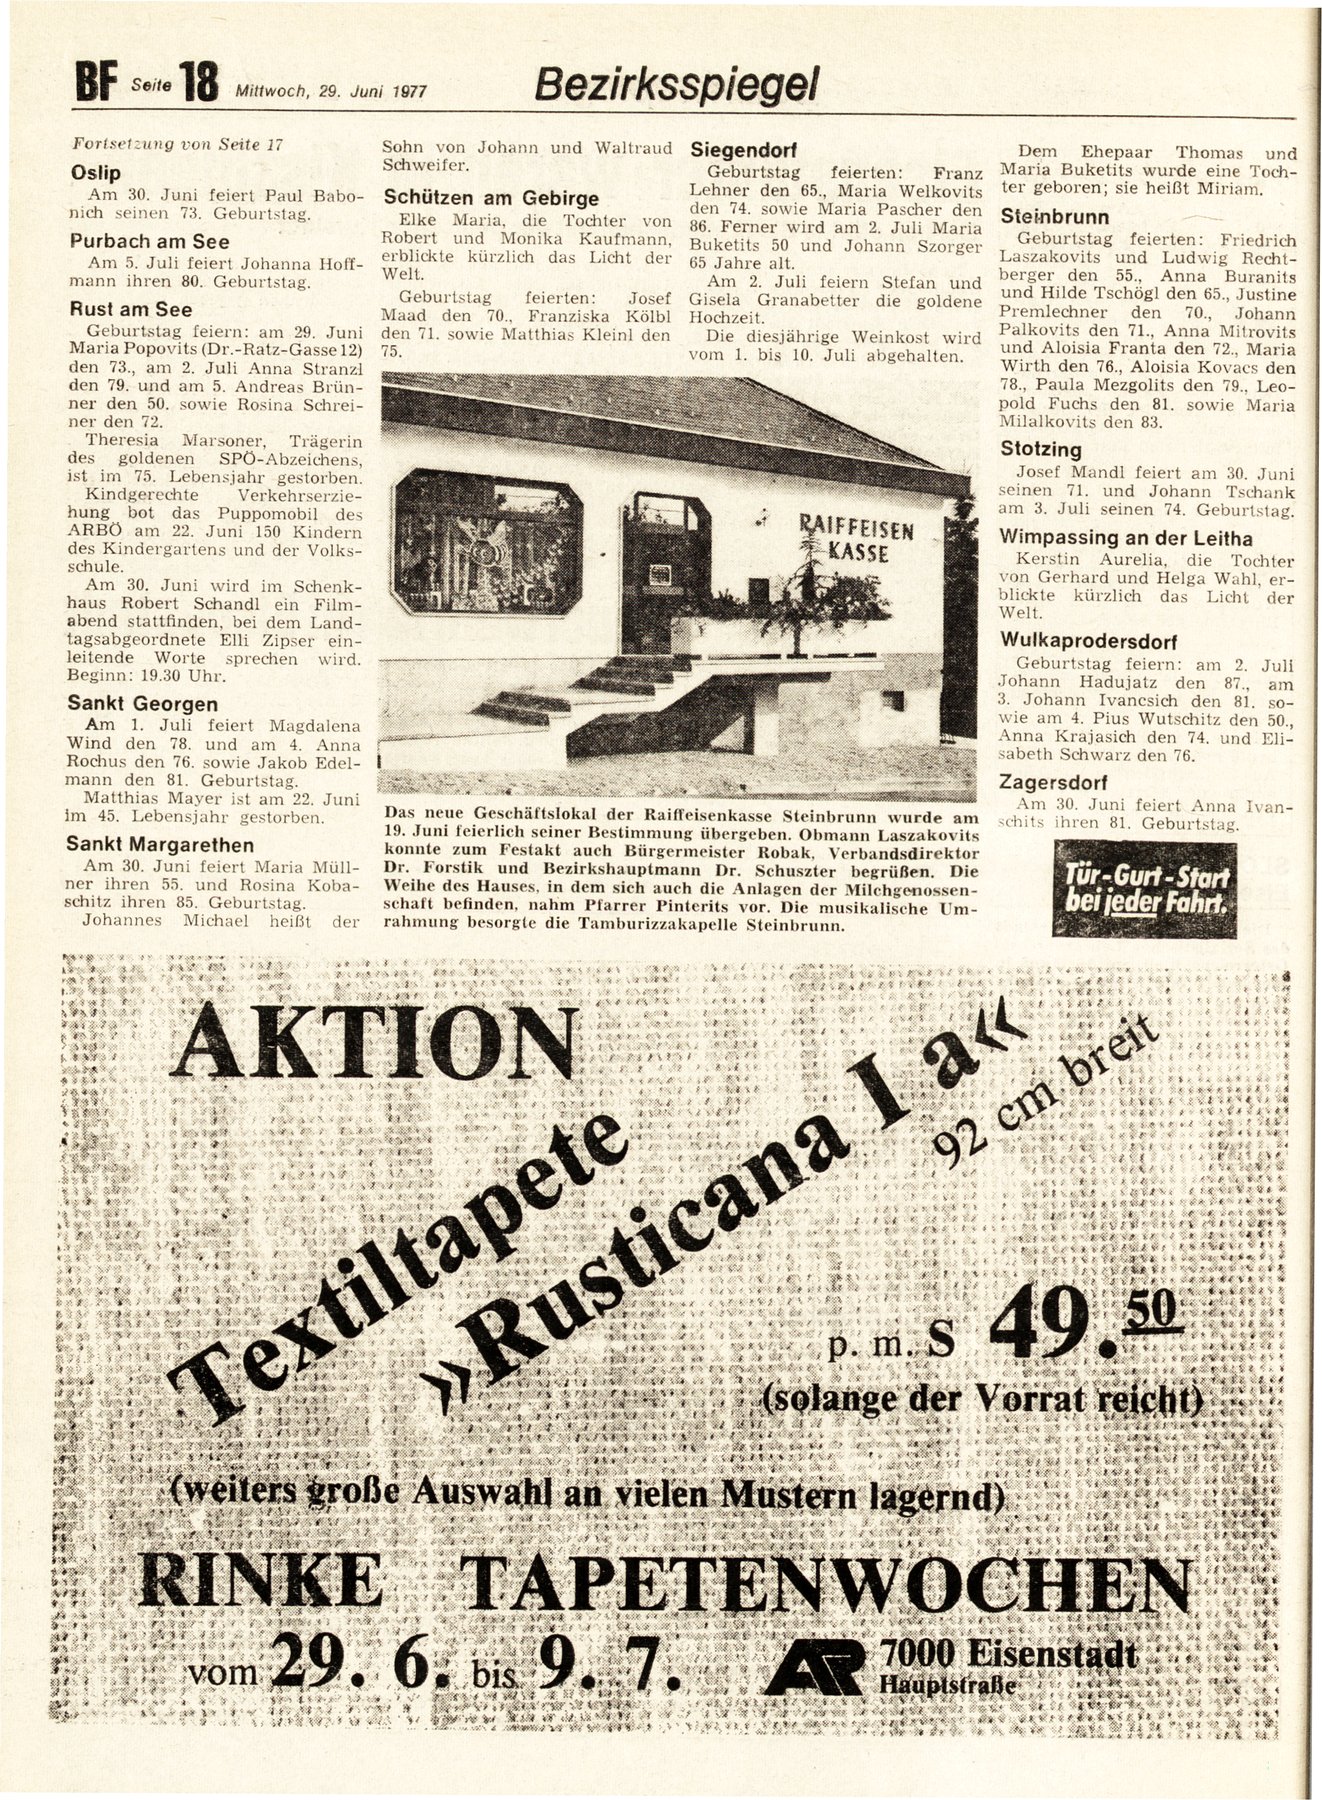 BF Seite 18 Mittwoch, 29. Juni 1977 Bezirksspiegel
Fortsetzung von Seite 17
Oslip
Am 30. Juni feiert Paul Babo-
nich seinen 73. Geburtstag.
Purbach am See
Am 5. Juli feiert Johanna Hoff-
mann ihren 80. Geburtstag.
Rust am See
Geburtstag feiern: am 29. Juni
Maria Popovits (Dr.-Ratz-Gasse 12)
den 73., am 2. Juli Anna Stranzl
den 79. und am 5. Andreas Brün-
ner den 50. sowie Rosina Schrei-
ner den 72.
Theresia Marsoner, Trägerin
des goldenen SPÖ-Abzeichens,
ist im 75. Lebensjahr gestorben.
Kindgerechte Verkehrserzie-
hung bot das Puppomobil des
ARBÖ am 22. Juni 150 Kindern
des Kindergartens und der Volks-
schule.
Am 30. Juni wird im Schenk-
haus Robert Schandl ein Film-
abend stattfinden, bei dem Land-
tagsabgeordnete Elli Zipser ein-
leitende Worte sprechen wird.
Beginn: 19.30 Uhr.
Sankt Georgen
Am 1. Juli feiert Magdalena
Wind den 78. und am 4. Anna
Rochus den 76. sowie Jakob Edel-
mann den 81. Geburtstag.
Matthias Mayer ist am 22. Juni
im 45. Lebensjahr gestorben.
Sankt Margarethen
Am 30. Juni feiert Maria Müll-
ner ihren 55. und Rosina Koba-
schitz ihren 85. Geburtstag.
Johannes Michael heißt der
Sohn von Johann und Waltraud
Schweifer.
Schützen am Gebirge
Elke Maria, die Tochter von
Robert und Monika Kaufmann,
erblickte kürzlich das Licht der
Welt.
Geburtstag feierten: Josef
Maad den 70., Franziska Kölbl
den 71. sowie Matthias Kleinl den
75.
Siegendorf
Geburtstag feierten: Franz
Lehner den 65., Maria Welkovits
den 74. sowie Maria Pascher den
86. Ferner wird am 2. Juli Maria
Buketits 50 und Johann Szorger
65 Jahre alt.
Am 2. Juli feiern Stefan und
Gisela Granabetter die goldene
Hochzeit.
Die diesjährige Weinkost wird
vom 1. bis 10. Juli abgehalten.
RAIFFEISEN
KASSE
Das neue Geschäftslokal der Raiffeisenkasse Steinbrunn wurde am
19. Juni feierlich seiner Bestimmung übergeben. Obmann Laszakovits
konnte zum Festakt auch Bürgermeister Robak, Verbandsdirektor
Dr. Forstik und Bezirkshauptmann Dr. Schuszter begrüßen. Die
Weihe des Hauses, in dem sich auch die Anlagen der Milchgenossen-
schaft befinden, nahm Pfarrer Pinterits vor. Die musikalische Um-
rahmung besorgte die Tamburizzakapelle Steinbrunn.
Dem Ehepaar Thomas und
Maria Buketits wurde eine Toch-
ter geboren; sie heißt Miriam.
Steinbrunn
Geburtstag feierten: Friedrich
Laszakovits und Ludwig Recht-
berger den 55., Anna Buranits
und Hilde Tschögl den 65., Justine
Premlechner den 70., Johann
Palkovits den 71., Anna Mitrovits
und Aloisia Franta den 72., Maria
Wirth den 76., Aloisia Kovacs den
78., Paula Mezgolits den 79., Leo-
pold Fuchs den 81. sowie Maria
Milalkovits den 83.
Stotzing
Josef Mandl feiert am 30. Juni
seinen 71. und Johann Tschank
am 3. Juli seinen 74. Geburtstag.
Wimpassing an der Leitha
Kerstin Aurelia, die Tochter
von Gerhard und Helga Wahl, er-
blickte kürzlich das Licht der
Welt.
Wulkaprodersdorf
Geburtstag feiern: am 2. Juli
Johann Hadujatz den 87., am
3. Johann Ivancsich den 81. so-
wie am 4. Pius Wutschitz den 50.,
Anna Krajasich den 74. und Eli-
sabeth Schwarz den 76.
Zagersdorf
Am 30. Juni feiert Anna Ivan-
schits ihren 81. Geburtstag.
Tür-Gurt-Start
bei jeder Fahrt.
AKTION
Textiltapete
»Rusticana I a«
92 cm breit
p. m. S 49.50
(solange der Vorrat reicht)
(weiters große Auswahl an vielen Mustern lagernd)
RINKE TAPETENWOCHEN
vom 29. 6. bis 9. 7.
AR 7000 Eisenstadt
Hauptstraße